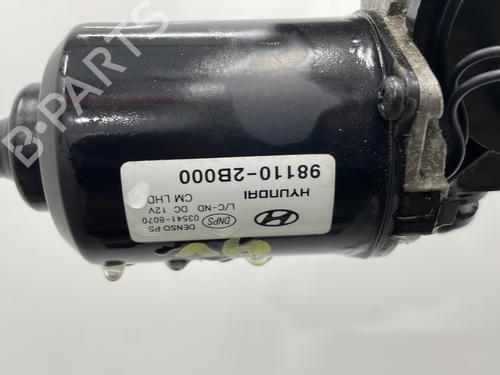 98110-2B000
HYUNDAI
CM LHD
L/C-ND DC 12V
DNPS 03541-8070
DENSO PS
B-PARTS